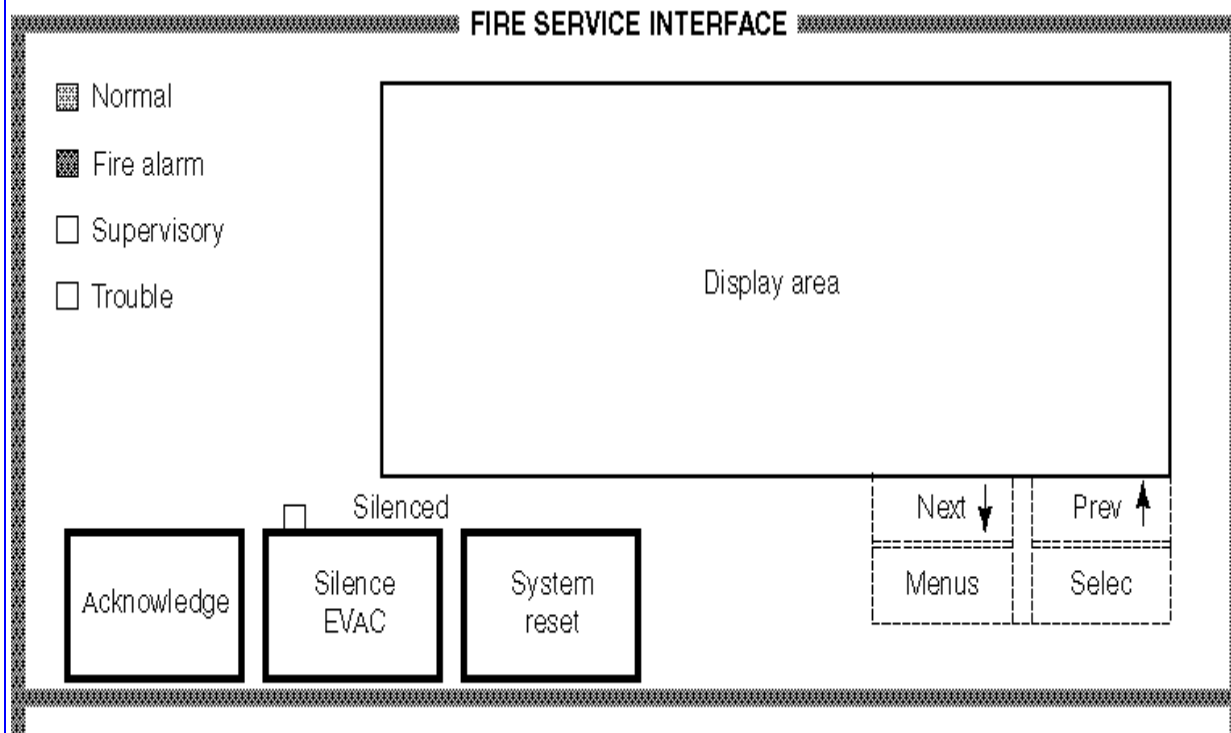 FIRE SERVICE INTERFACE
Normal
Fire alarm
Supervisory
Trouble
Display area
Silenced
Next
Prev
Menus
Selec
Acknowledge
Silence
EVAC
System
reset